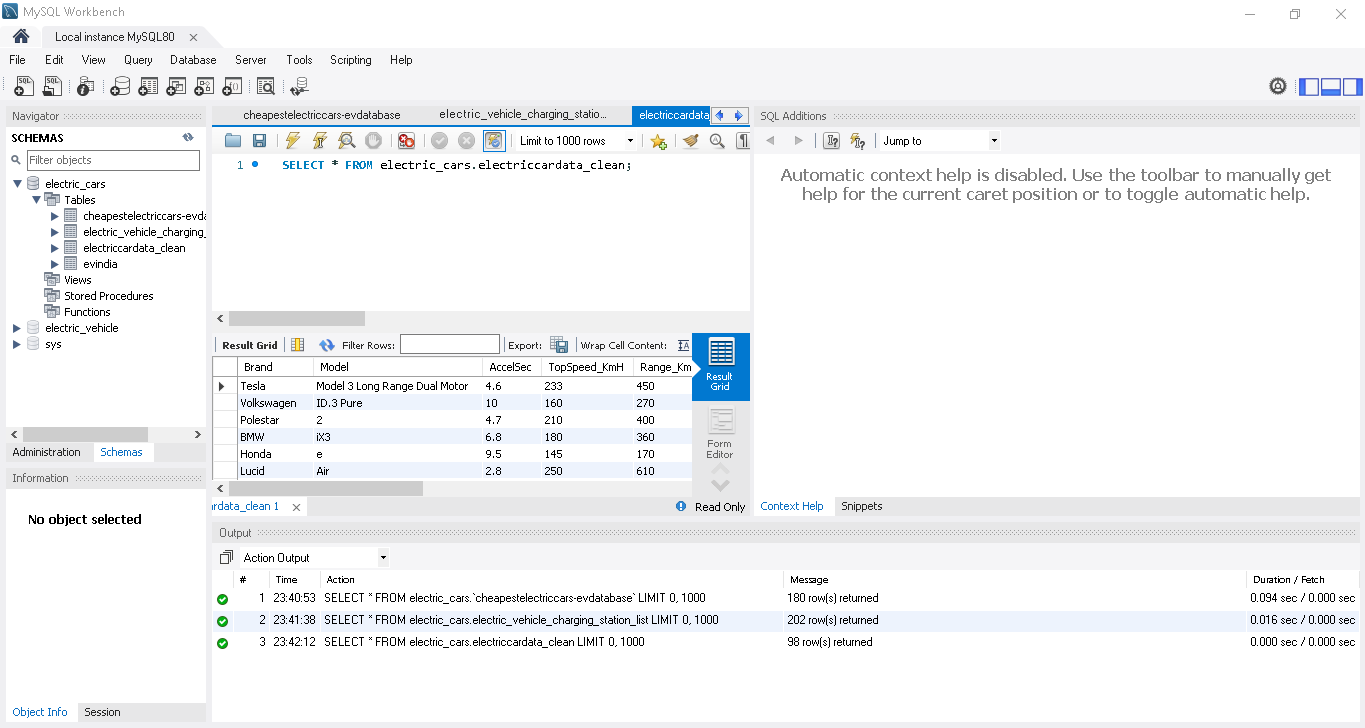 MySQL Workbench
Local instance MySQL80
File Edit View Query Database Server Tools Scripting Help
Navigator
SCHEMAS
Filter objects
electric_cars
Tables
cheapestelectriccars-evda
electric_vehicle_charging_
electriccardata_clean
evindia
Views
Stored Procedures
Functions
electric_vehicle
sys
Administration Schemas
Information
No object selected
Object Info Session
cheapestelectriccars-evdatabase electric_vehicle_charging_statio... electriccardata
Limit to 1000 rows
1 SELECT * FROM electric_cars.electriccardata_clean;
Result Grid Filter Rows: Export: Wrap Cell Content:
Brand Model AccelSec TopSpeed_KmH Range_Km
Tesla Model 3 Long Range Dual Motor 4.6 233 450
Volkswagen ID.3 Pure 10 160 270
Polestar 2 4.7 210 400
BMW iX3 6.8 180 360
Honda e 9.5 145 170
Lucid Air 2.8 250 610
Result
Grid
Form
Editor
rdata_clean 1
Read Only
SQL Additions
Jump to
Automatic context help is disabled. Use the toolbar to manually get
help for the current caret position or to toggle automatic help.
Context Help Snippets
Output
Action Output
# Time Action Message Duration / Fetch
1 23:40:53 SELECT * FROM electric_cars.`cheapestelectriccars-evdatabase` LIMIT 0, 1000 180 row(s) returned 0.094 sec / 0.000 sec
2 23:41:38 SELECT * FROM electric_cars.electric_vehicle_charging_station_list LIMIT 0, 1000 202 row(s) returned 0.016 sec / 0.000 sec
3 23:42:12 SELECT * FROM electric_cars.electriccardata_clean LIMIT 0, 1000 98 row(s) returned 0.000 sec / 0.000 sec